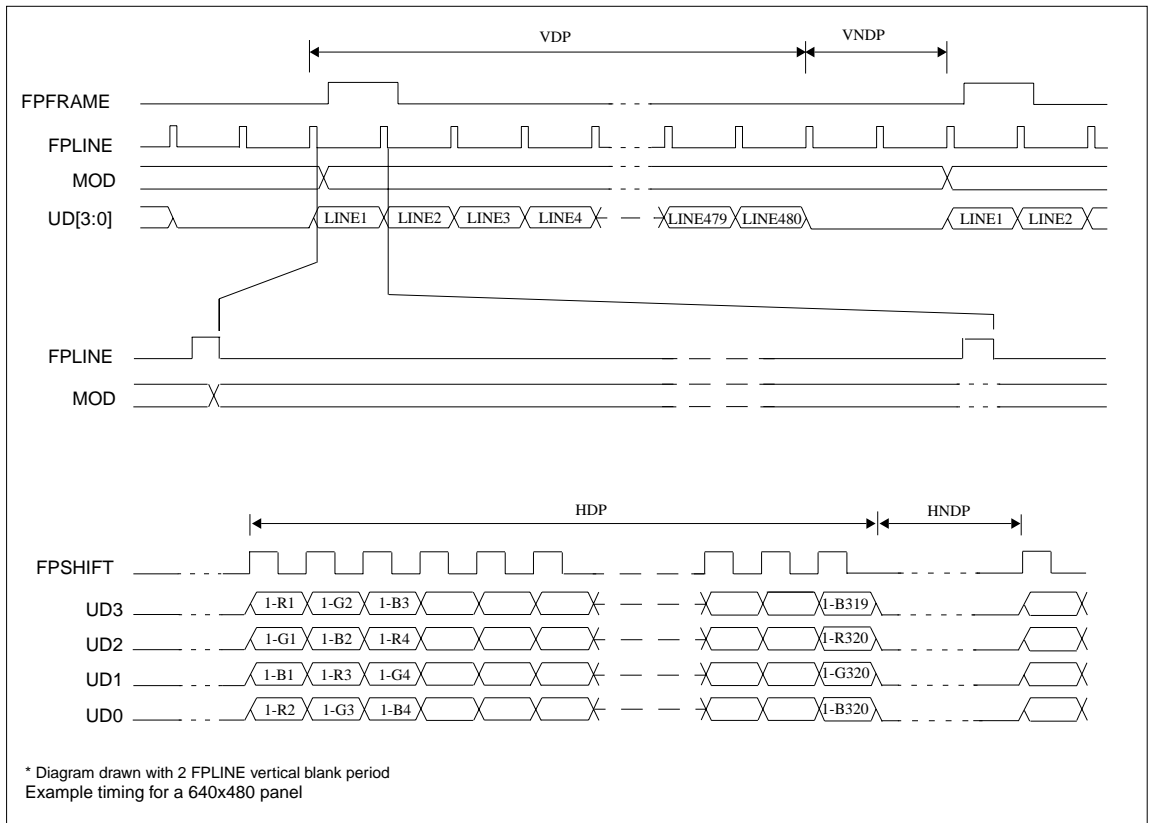 VDP VNDP
FPFRAME
FPLINE
MOD
UD[3:0] LINE1 LINE2 LINE3 LINE4 LINE479 LINE480 LINE1 LINE2
FPLINE
MOD
HDP HNDP
FPSHIFT
UD3 1-R1 1-G2 1-B3 1-B319
UD2 1-G1 1-B2 1-R4 1-R320
UD1 1-B1 1-R3 1-G4 1-G320
UD0 1-R2 1-G3 1-B4 1-B320
* Diagram drawn with 2 FPLINE vertical blank period
Example timing for a 640x480 panel